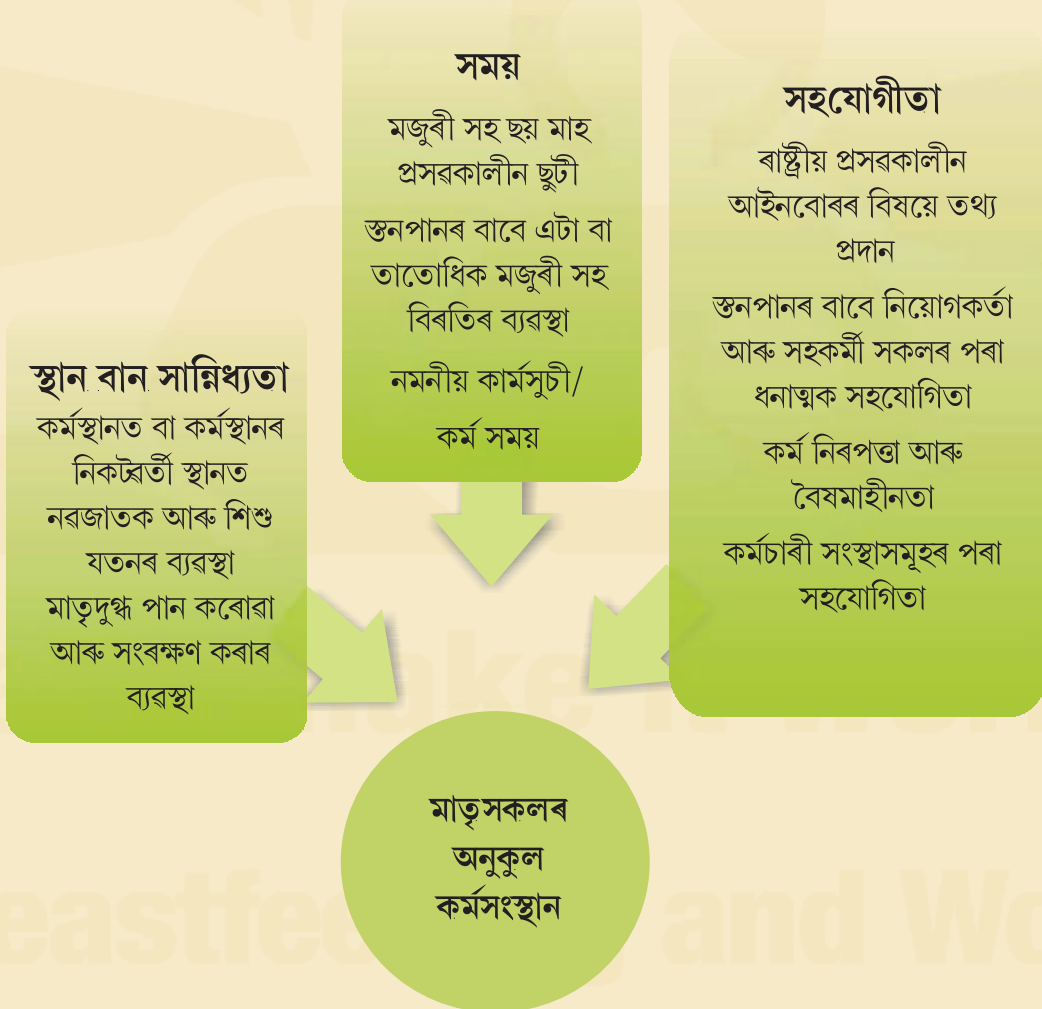 সময়
মজুৰী সহ ছয় মাহ
প্ৰসৱকালীন ছুটী
স্তনপানৰ বাবে এটা বা
তাতোধিক মজুৰী সহ
বিৰতিৰ ব্যৱস্থা
নমনীয় কাৰ্মসুচী/
কৰ্ম সময়
সহযোগীতা
ৰাষ্ট্ৰীয় প্ৰসৱকালীন
আইনবোৰৰ বিষয়ে তথ্য
প্ৰদান
স্তনপানৰ বাবে নিয়োগকৰ্তা
আৰু সহকৰ্মী সকলৰ পৰা
ধনাত্মক সহযোগিতা
কৰ্ম নিৰপত্তা আৰু
বৈষমাহীনতা
কৰ্মচাৰী সংস্থাসমূহৰ পৰা
সহযোগিতা
স্থান বান সান্নিধ্যতা
কৰ্মস্থানত বা কৰ্মস্থানৰ
নিকটৱৰ্তী স্থানত
নৱজাতক আৰু শিশু
যতনৰ ব্যৱস্থা
মাতৃদুগ্ধ পান কৰোৱা
আৰু সংৰক্ষণ কৰাৰ
ব্যৱস্থা
মাতৃসকলৰ
অনুকুল
কৰ্মসংস্থান